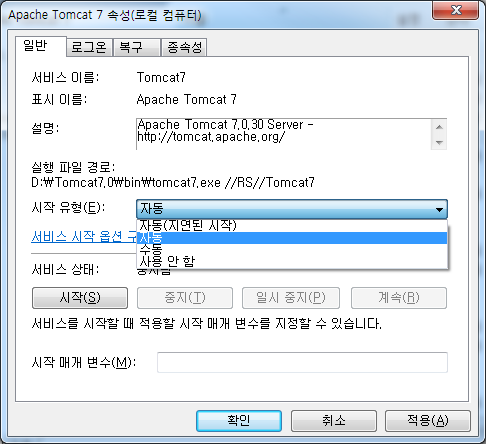 Apache Tomcat 7 속성(로컬 컴퓨터)
일반 로그온 복구 종속성
서비스 이름: Tomcat7
표시 이름: Apache Tomcat 7
설명: Apache Tomcat 7.0.30 Server -
http://tomcat.apache.org/
실행 파일 경로:
D:\Tomcat7.0\bin\tomcat7.exe //RS//Tomcat7
시작 유형(E): 자동
자동(지연된 시작)
서비스 시작 옵션 구 자동
수동
사용 안 함
서비스 상태:
시작(S) 중지(T) 일시 중지(P) 계속(R)
서비스를 시작할 때 적용할 시작 매개 변수를 지정할 수 있습니다.
시작 매개 변수(M):
확인 취소 적용(A)